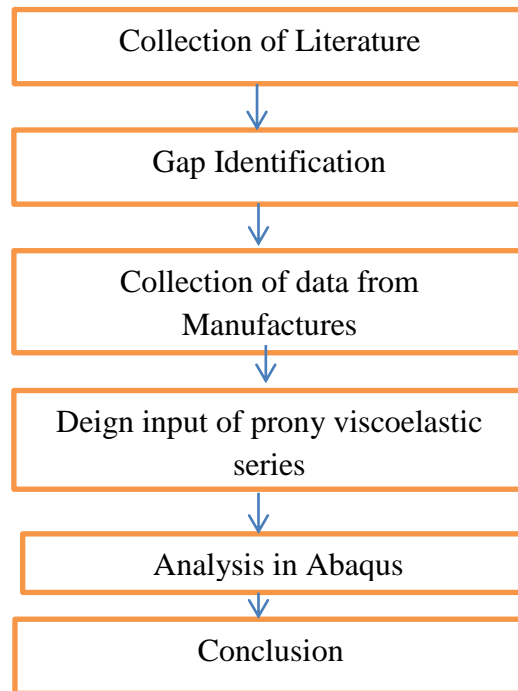 Collection of Literature
Gap Identification
Collection of data from
Manufactures
Deign input of prony viscoelastic
series
Analysis in Abaqus
Conclusion